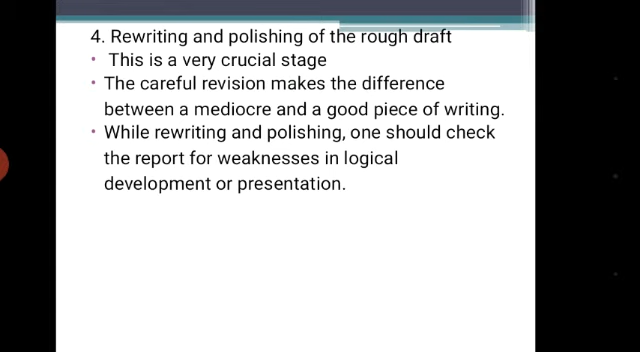 4. Rewriting and polishing of the rough draft
• This is a very crucial stage
• The careful revision makes the difference
between a mediocre and a good piece of writing.
• While rewriting and polishing, one should check
the report for weaknesses in logical
development or presentation.